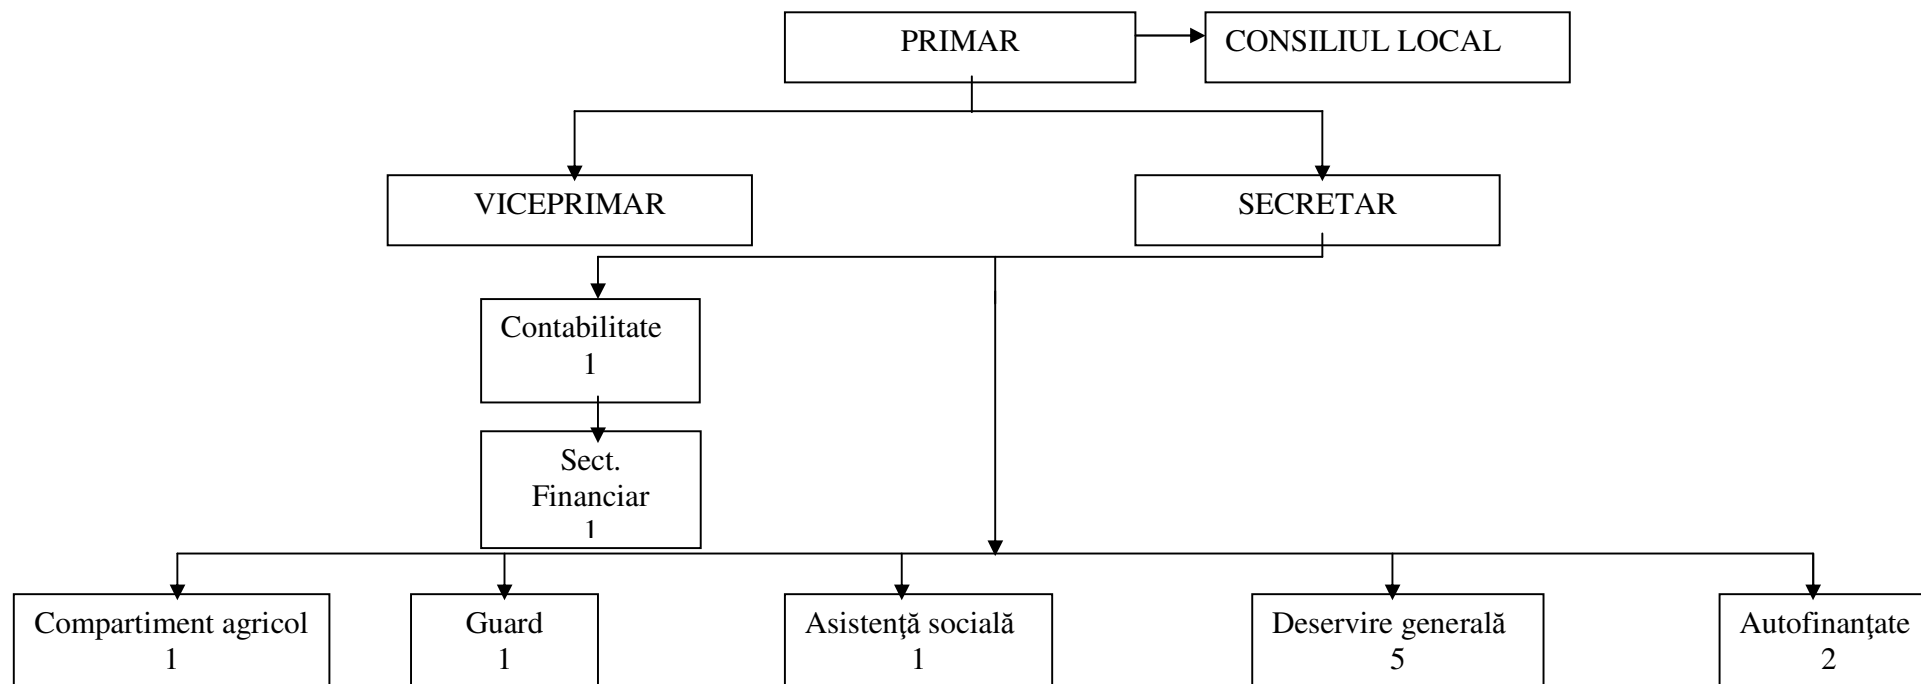 PRIMAR
CONSILIUL LOCAL
VICEPRIMAR
SECRETAR
Contabilitate
1
Sect.
Financiar
1
Compartiment agricol
1
Guard
1
Asistenţă socială
1
Deservire generală
5
Autofinanţate
2